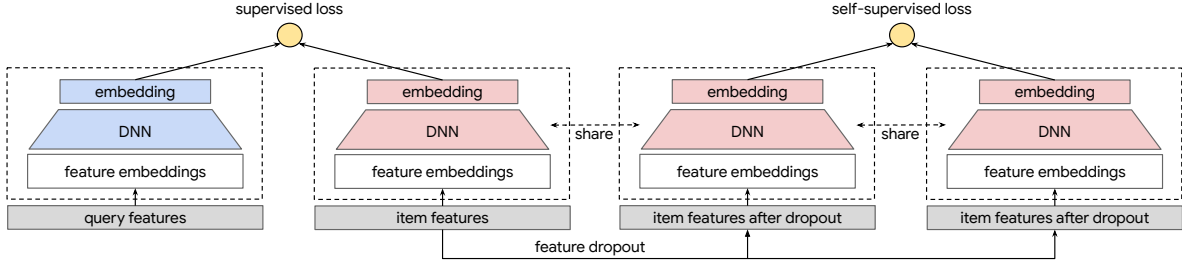 supervised loss
self-supervised loss
embedding
embedding
embedding
embedding
DNN
DNN
share
DNN
share
DNN
feature embeddings
feature embeddings
feature embeddings
feature embeddings
query features
item features
item features after dropout
item features after dropout
feature dropout